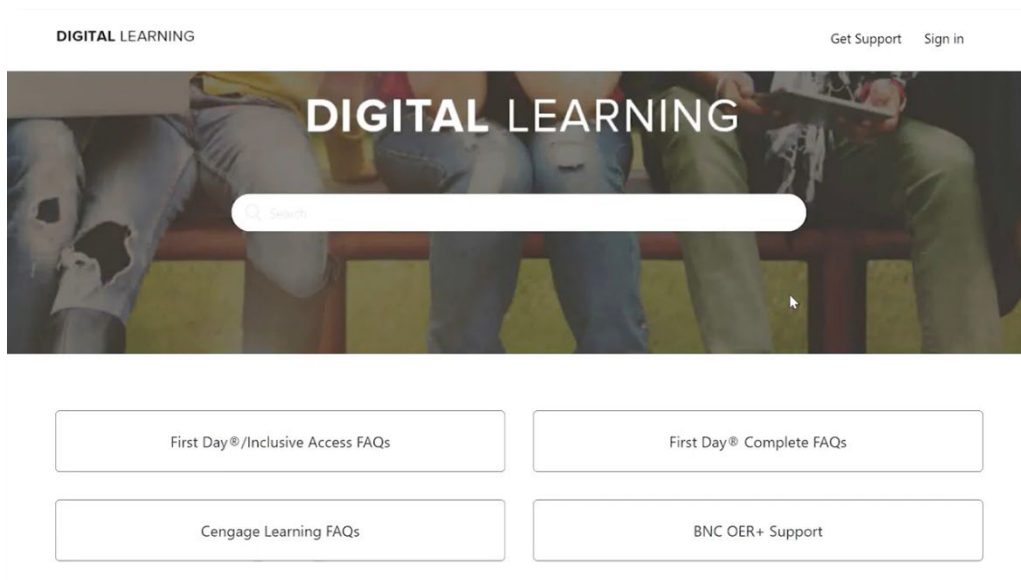 DIGITAL LEARNING
Get Support Sign in
DIGITAL LEARNING
Search
First Day®/Inclusive Access FAQs
First Day® Complete FAQs
Cengage Learning FAQs
BNC OER+ Support